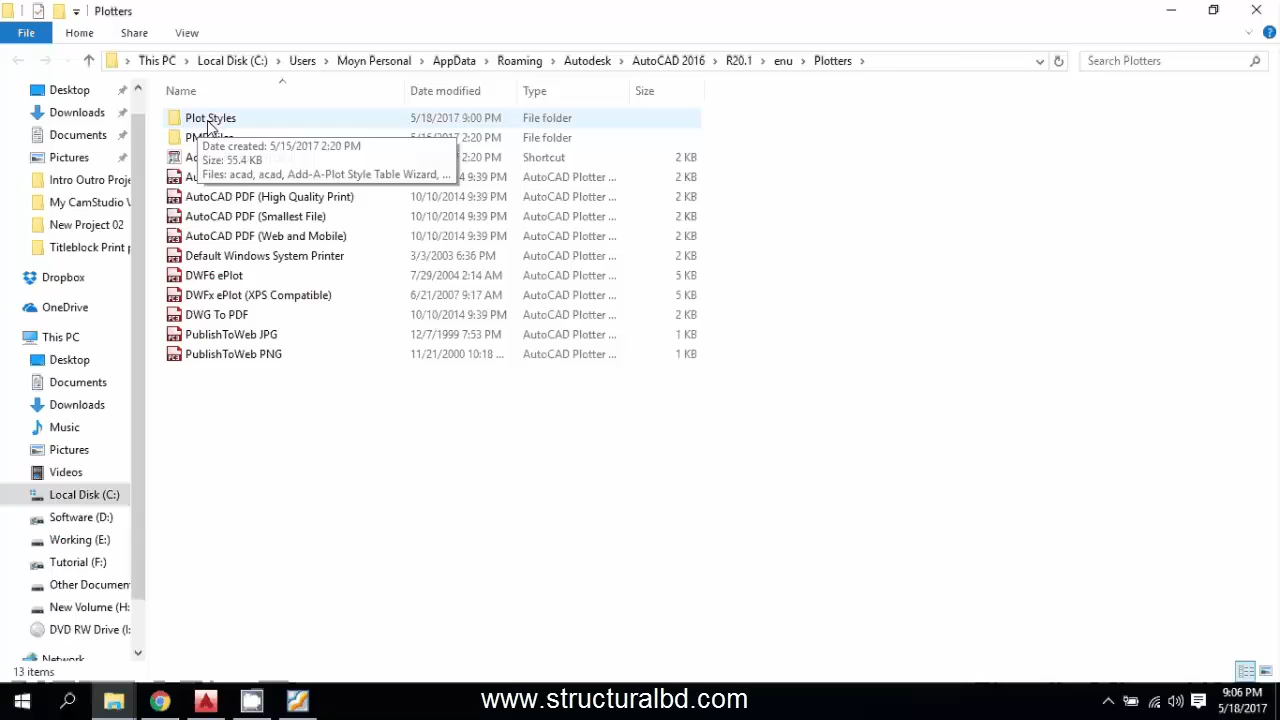 Plotters
File Home Share View
This PC Local Disk (C:) Users Moyn Personal AppData Roaming Autodesk AutoCAD 2016 R20.1 enu Plotters
Search Plotters
Name Date modified Type Size
Desktop
Downloads
Documents
Pictures
Intro Outro Proje
My CamStudio V
New Project 02
Titleblock Print p
Dropbox
OneDrive
This PC
Desktop
Documents
Downloads
Music
Pictures
Videos
Local Disk (C:)
Software (D:)
Working (E:)
Tutorial (F:)
Other Documen
New Volume (H:
DVD RW Drive (I:
Network
Plot Styles 5/18/2017 9:00 PM File folder
2:20 PM File folder
Date created: 5/15/2017 2:20 PM
Size: 55.4 KB
Files: acad, acad, Add-A-Plot Style Table Wizard, ...
2:20 PM Shortcut 2 KB
10/10/2014 9:39 PM AutoCAD Plotter ... 2 KB
AutoCAD PDF (High Quality Print) 10/10/2014 9:39 PM AutoCAD Plotter ... 2 KB
AutoCAD PDF (Smallest File) 10/10/2014 9:39 PM AutoCAD Plotter ... 2 KB
AutoCAD PDF (Web and Mobile) 10/10/2014 9:39 PM AutoCAD Plotter ... 2 KB
Default Windows System Printer 3/3/2003 6:36 PM AutoCAD Plotter ... 2 KB
DWF6 ePlot 7/29/2004 2:14 AM AutoCAD Plotter ... 5 KB
DWFx ePlot (XPS Compatible) 6/21/2007 9:17 AM AutoCAD Plotter ... 5 KB
DWG To PDF 10/10/2014 9:39 PM AutoCAD Plotter ... 2 KB
PublishToWeb JPG 12/7/1999 7:53 PM AutoCAD Plotter ... 1 KB
PublishToWeb PNG 11/21/2000 10:18 ... AutoCAD Plotter ... 1 KB
13 items
www.structuralbd.com
9:06 PM
5/18/2017